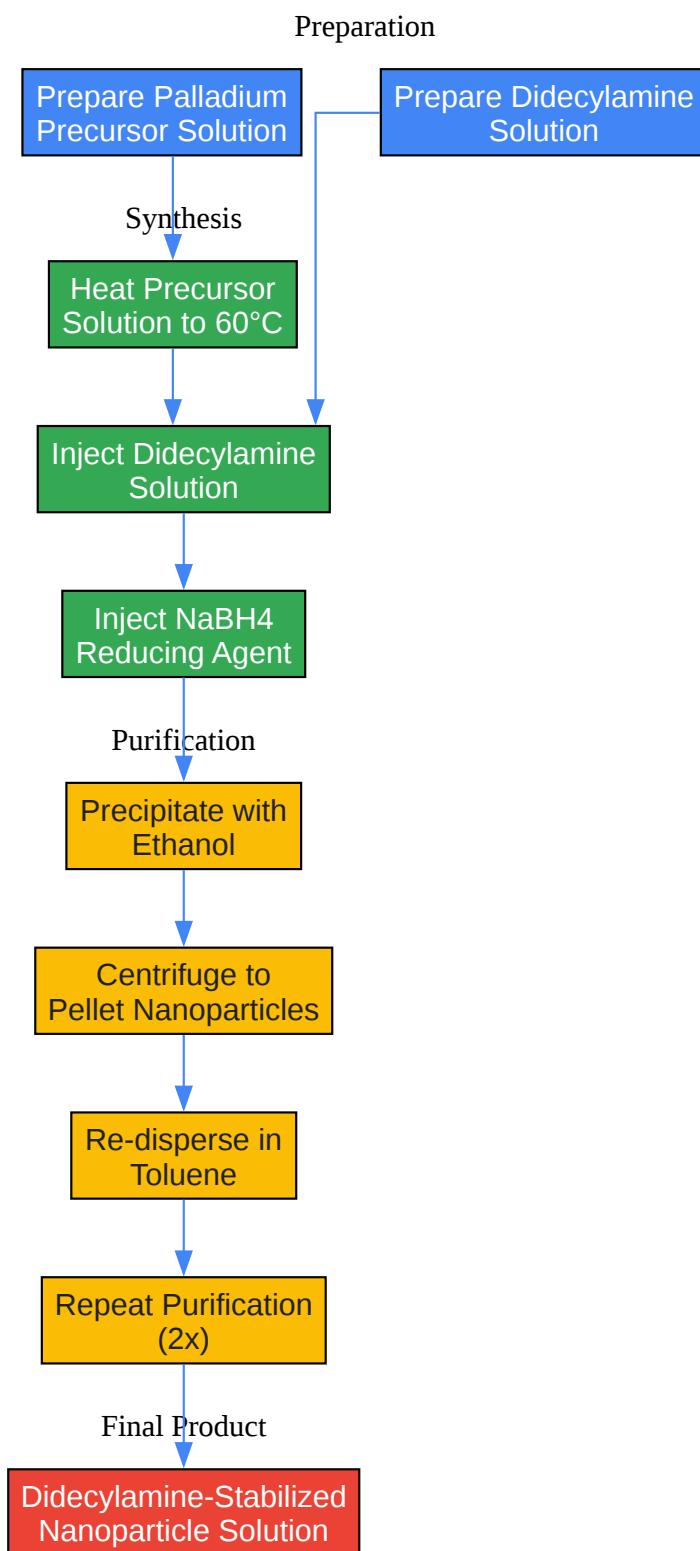 Preparation
Prepare Palladium
Precursor Solution
Prepare Didecylamine
Solution
Synthesis
Heat Precursor
Solution to 60°C
Inject Didecylamine
Solution
Inject NaBH4
Reducing Agent
Purification
Precipitate with
Ethanol
Centrifuge to
Pellet Nanoparticles
Re-disperse in
Toluene
Repeat Purification
(2x)
Final Product
Didecylamine-Stabilized
Nanoparticle Solution